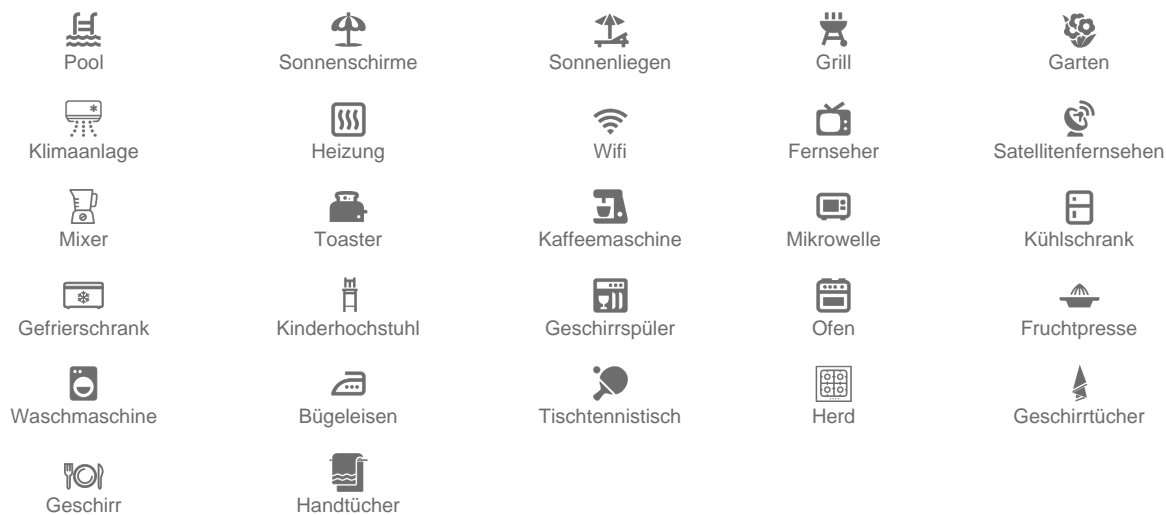 Pool
Sonnenschirme
Sonnenliegen
Grill
Garten
Klimaanlage
Heizung
Wifi
Fernseher
Satellitenfernsehen
Mixer
Toaster
Kaffeemaschine
Mikrowelle
Kühlschrank
Gefrierschrank
Kinderhochstuhl
Geschirrspüler
Ofen
Fruchtpresse
Waschmaschine
Bügeleisen
Tischtennistisch
Herd
Geschirrtücher
Geschirr
Handtücher